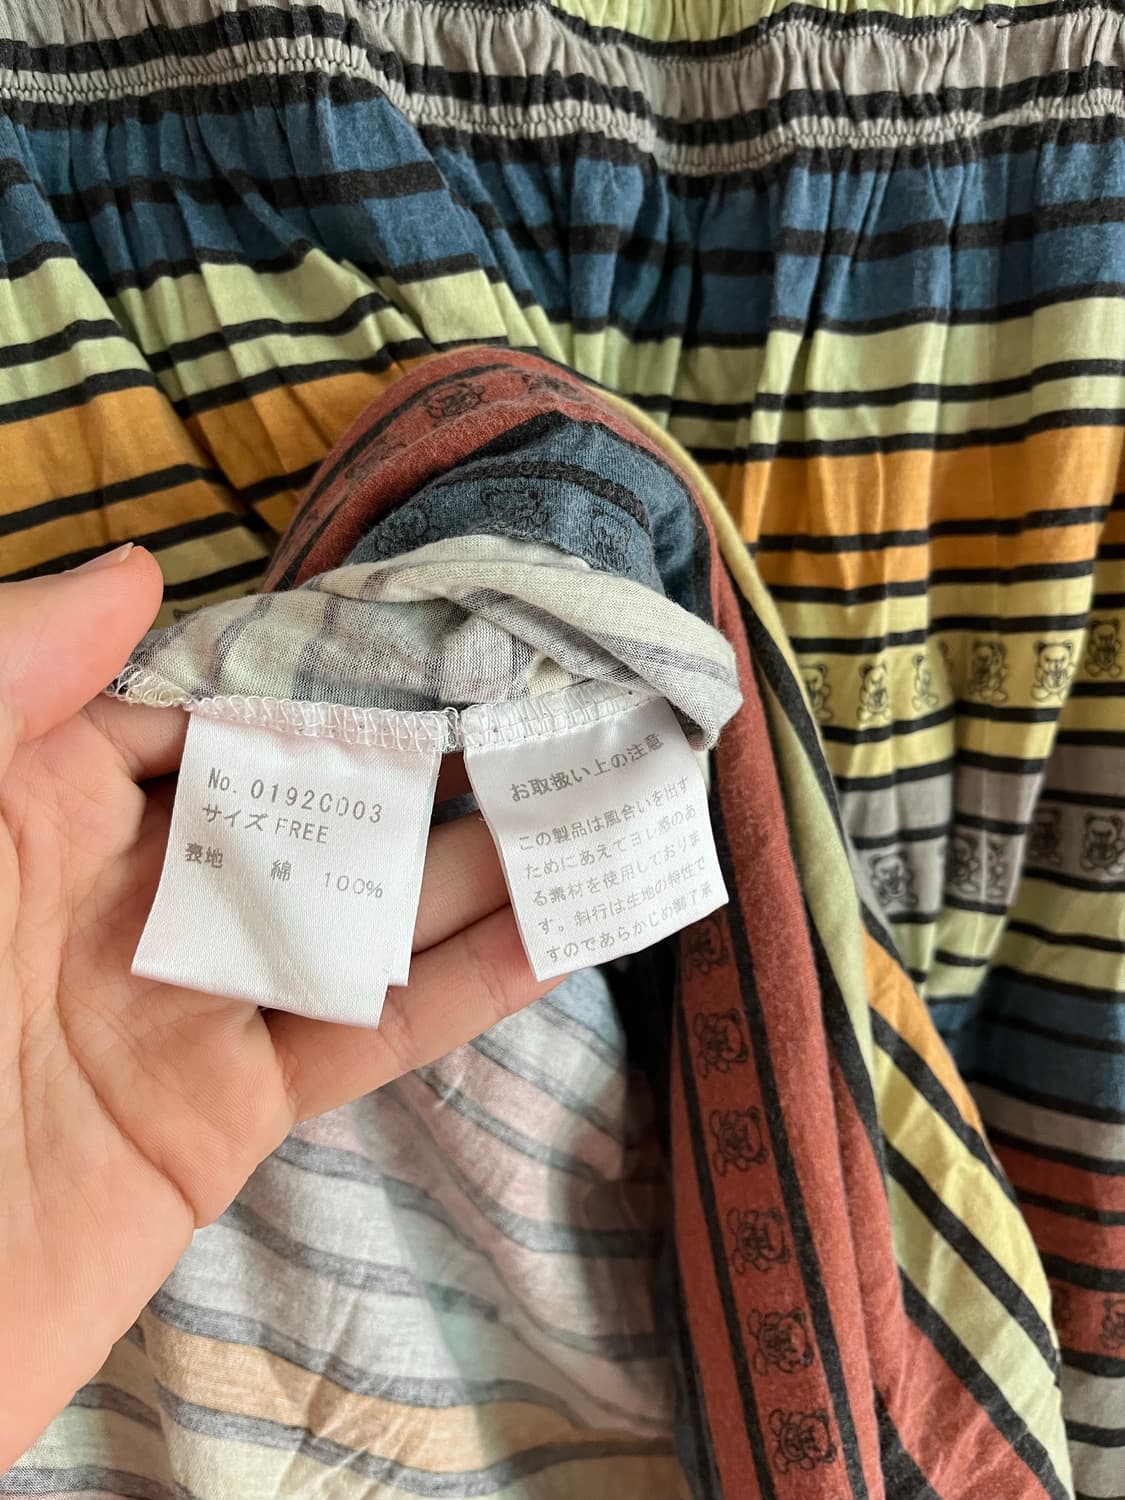 No. 0192C003
サイズ FREE
表地 綿 100%
お取扱い上の注意
この製品は風合いを出す
ためにあえてヨレ感のあ
る素材を使用しておりま
す。斜行は生地の特性で
すのであらかじめ御了承